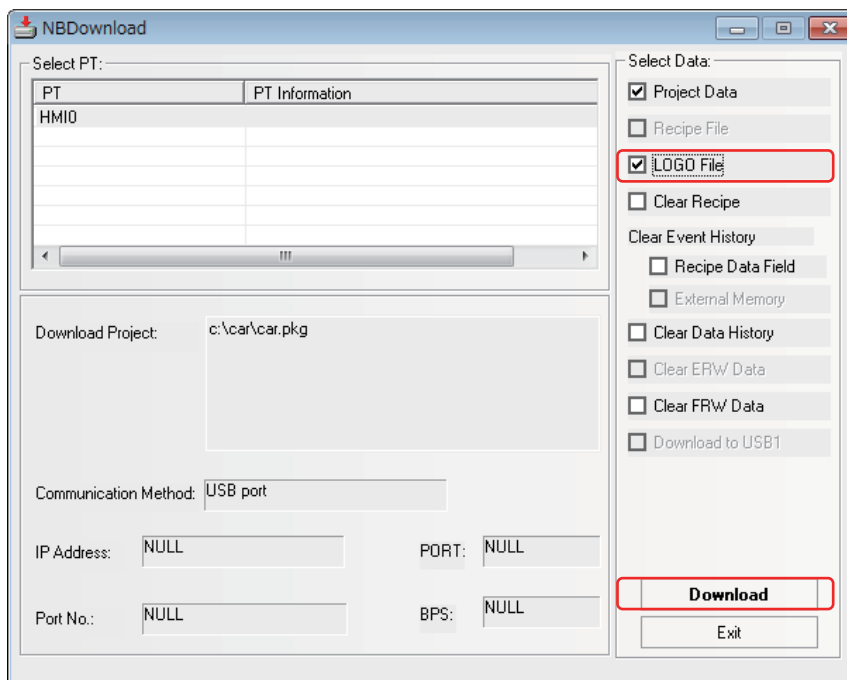 NBDownload
Select PT:
PT PT Information
HMI0
Download Project: c:\car\car.pkg
Communication Method: USB port
IP Address: NULL PORT: NULL
Port No.: NULL BPS: NULL
Select Data:
Project Data
Recipe File
LOGO File
Clear Recipe
Clear Event History
Recipe Data Field
External Memory
Clear Data History
Clear ERW Data
Clear FRW Data
Download to USB1
Download
Exit